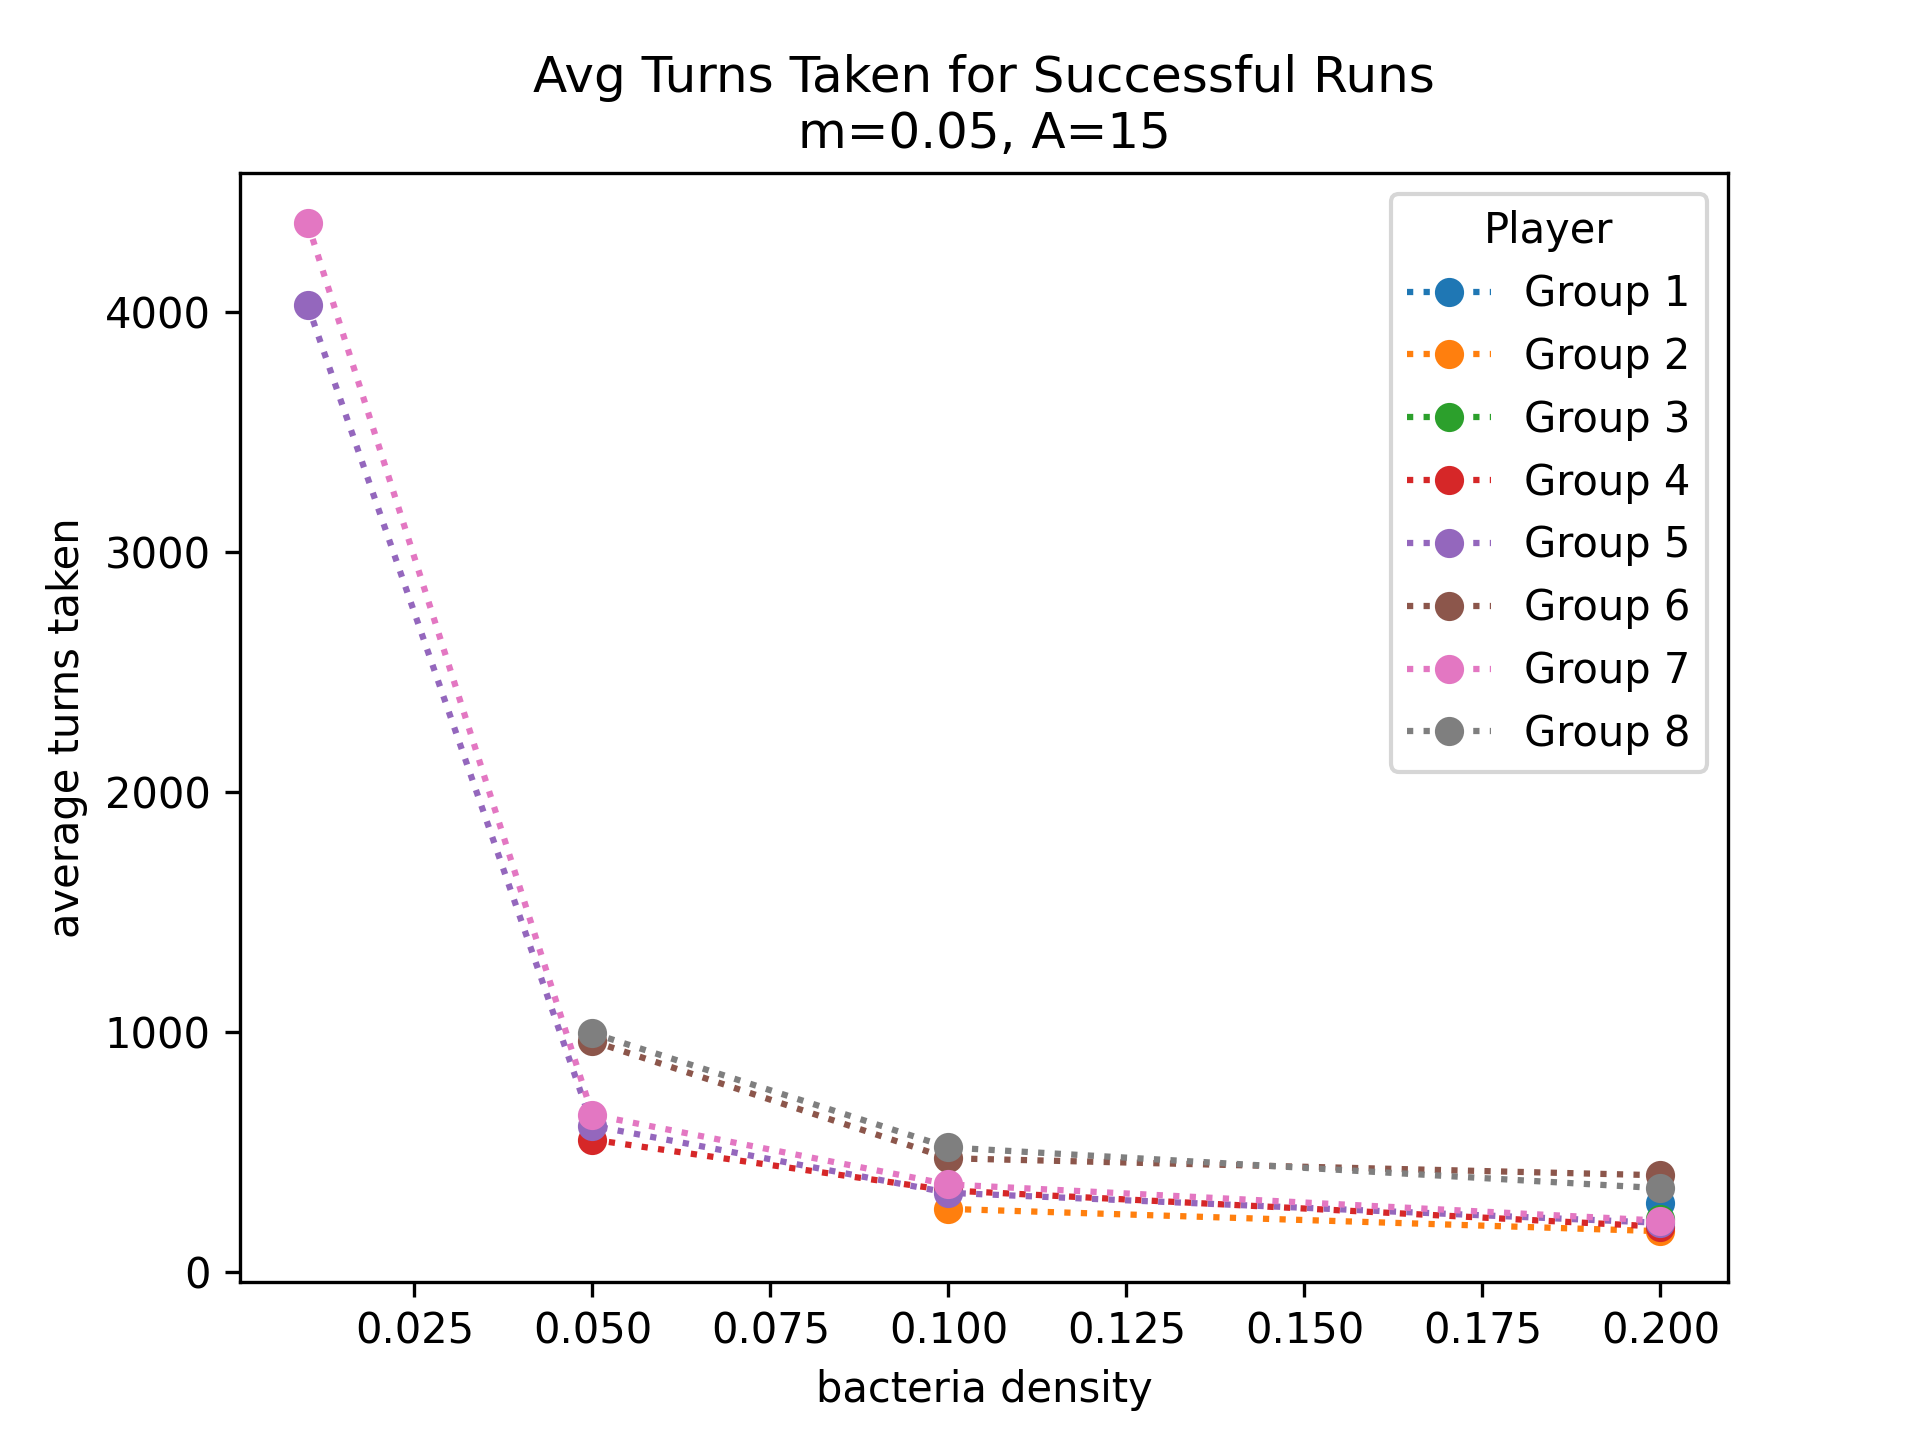 Avg Turns Taken for Successful Runs
m=0.05, A=15
Player
Group 1
Group 2
Group 3
Group 4
Group 5
Group 6
Group 7
Group 8
average turns taken
4000
3000
2000
1000
0
0.025 0.050 0.075 0.100 0.125 0.150 0.175 0.200
bacteria density